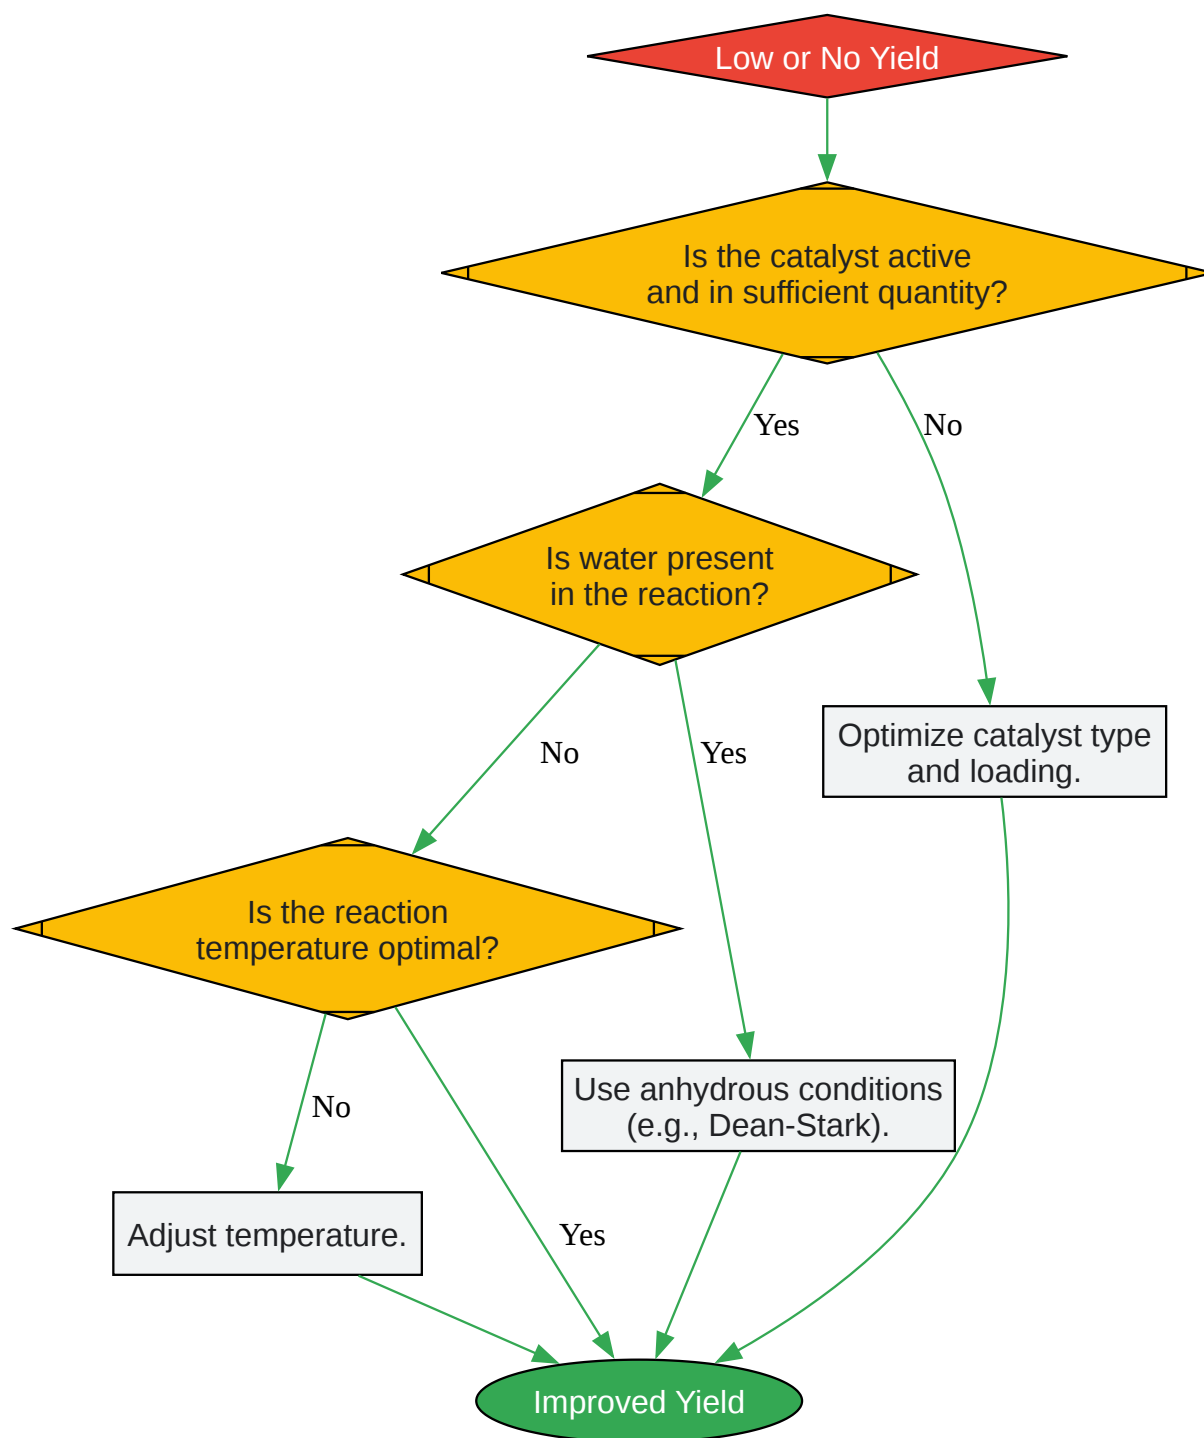 Low or No Yield
Is the catalyst active
and in sufficient quantity?
Yes
No
Is water present
in the reaction?
No
Yes
Optimize catalyst type
and loading.
Is the reaction
temperature optimal?
No
Yes
Use anhydrous conditions
(e.g., Dean-Stark).
Adjust temperature.
Improved Yield